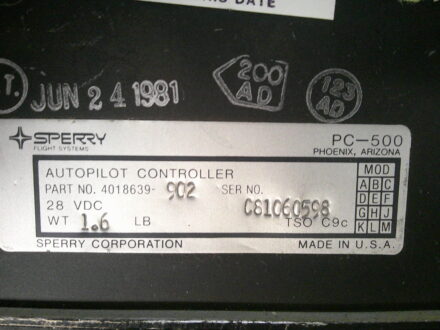 DATE
T. JUN 24 1981
200
AD
123
AD
SPERRY
FLIGHT SYSTEMS
PC-500
PHOENIX, ARIZONA
AUTOPILOT CONTROLLER
PART NO. 4018639-902 SER NO.
28 VDC C81060598
WT 1.6 LB TSO C9c
MOD
A B C
D E F
G H J
K L M
SPERRY CORPORATION MADE IN U.S.A.